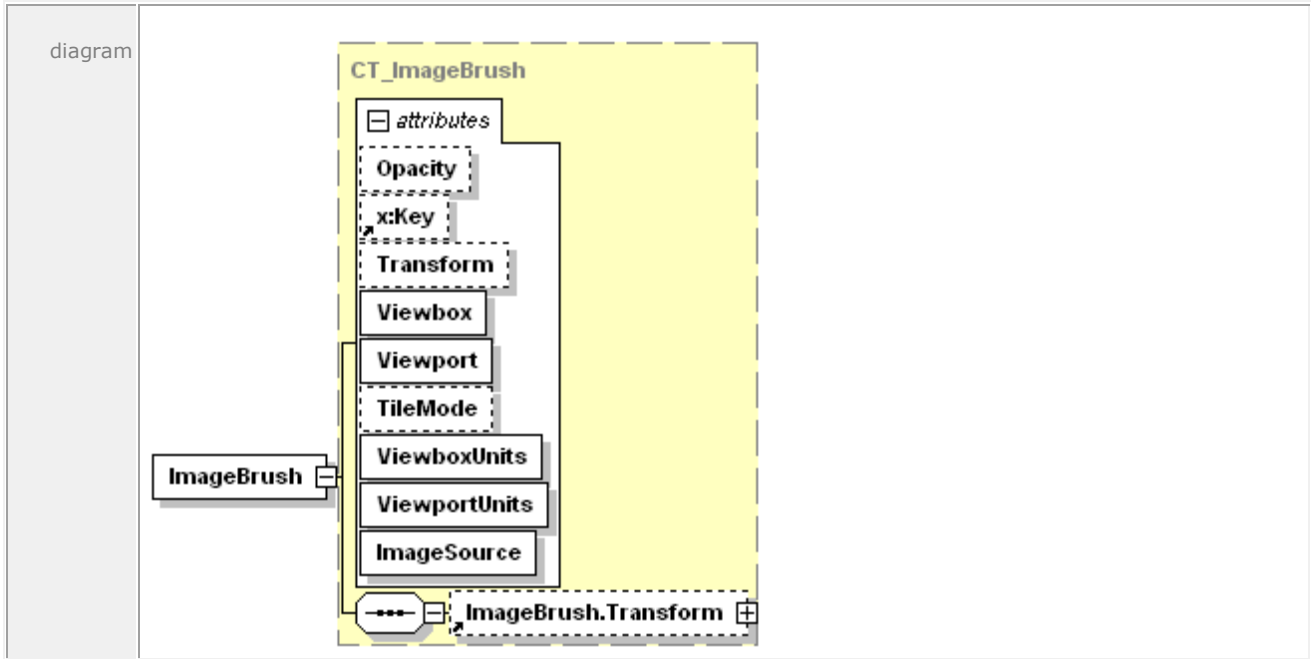 diagram
CT_ImageBrush
attributes
Opacity
x:Key
Transform
Viewbox
Viewport
TileMode
ViewboxUnits
ImageBrush
ViewportUnits
ImageSource
ImageBrush.Transform